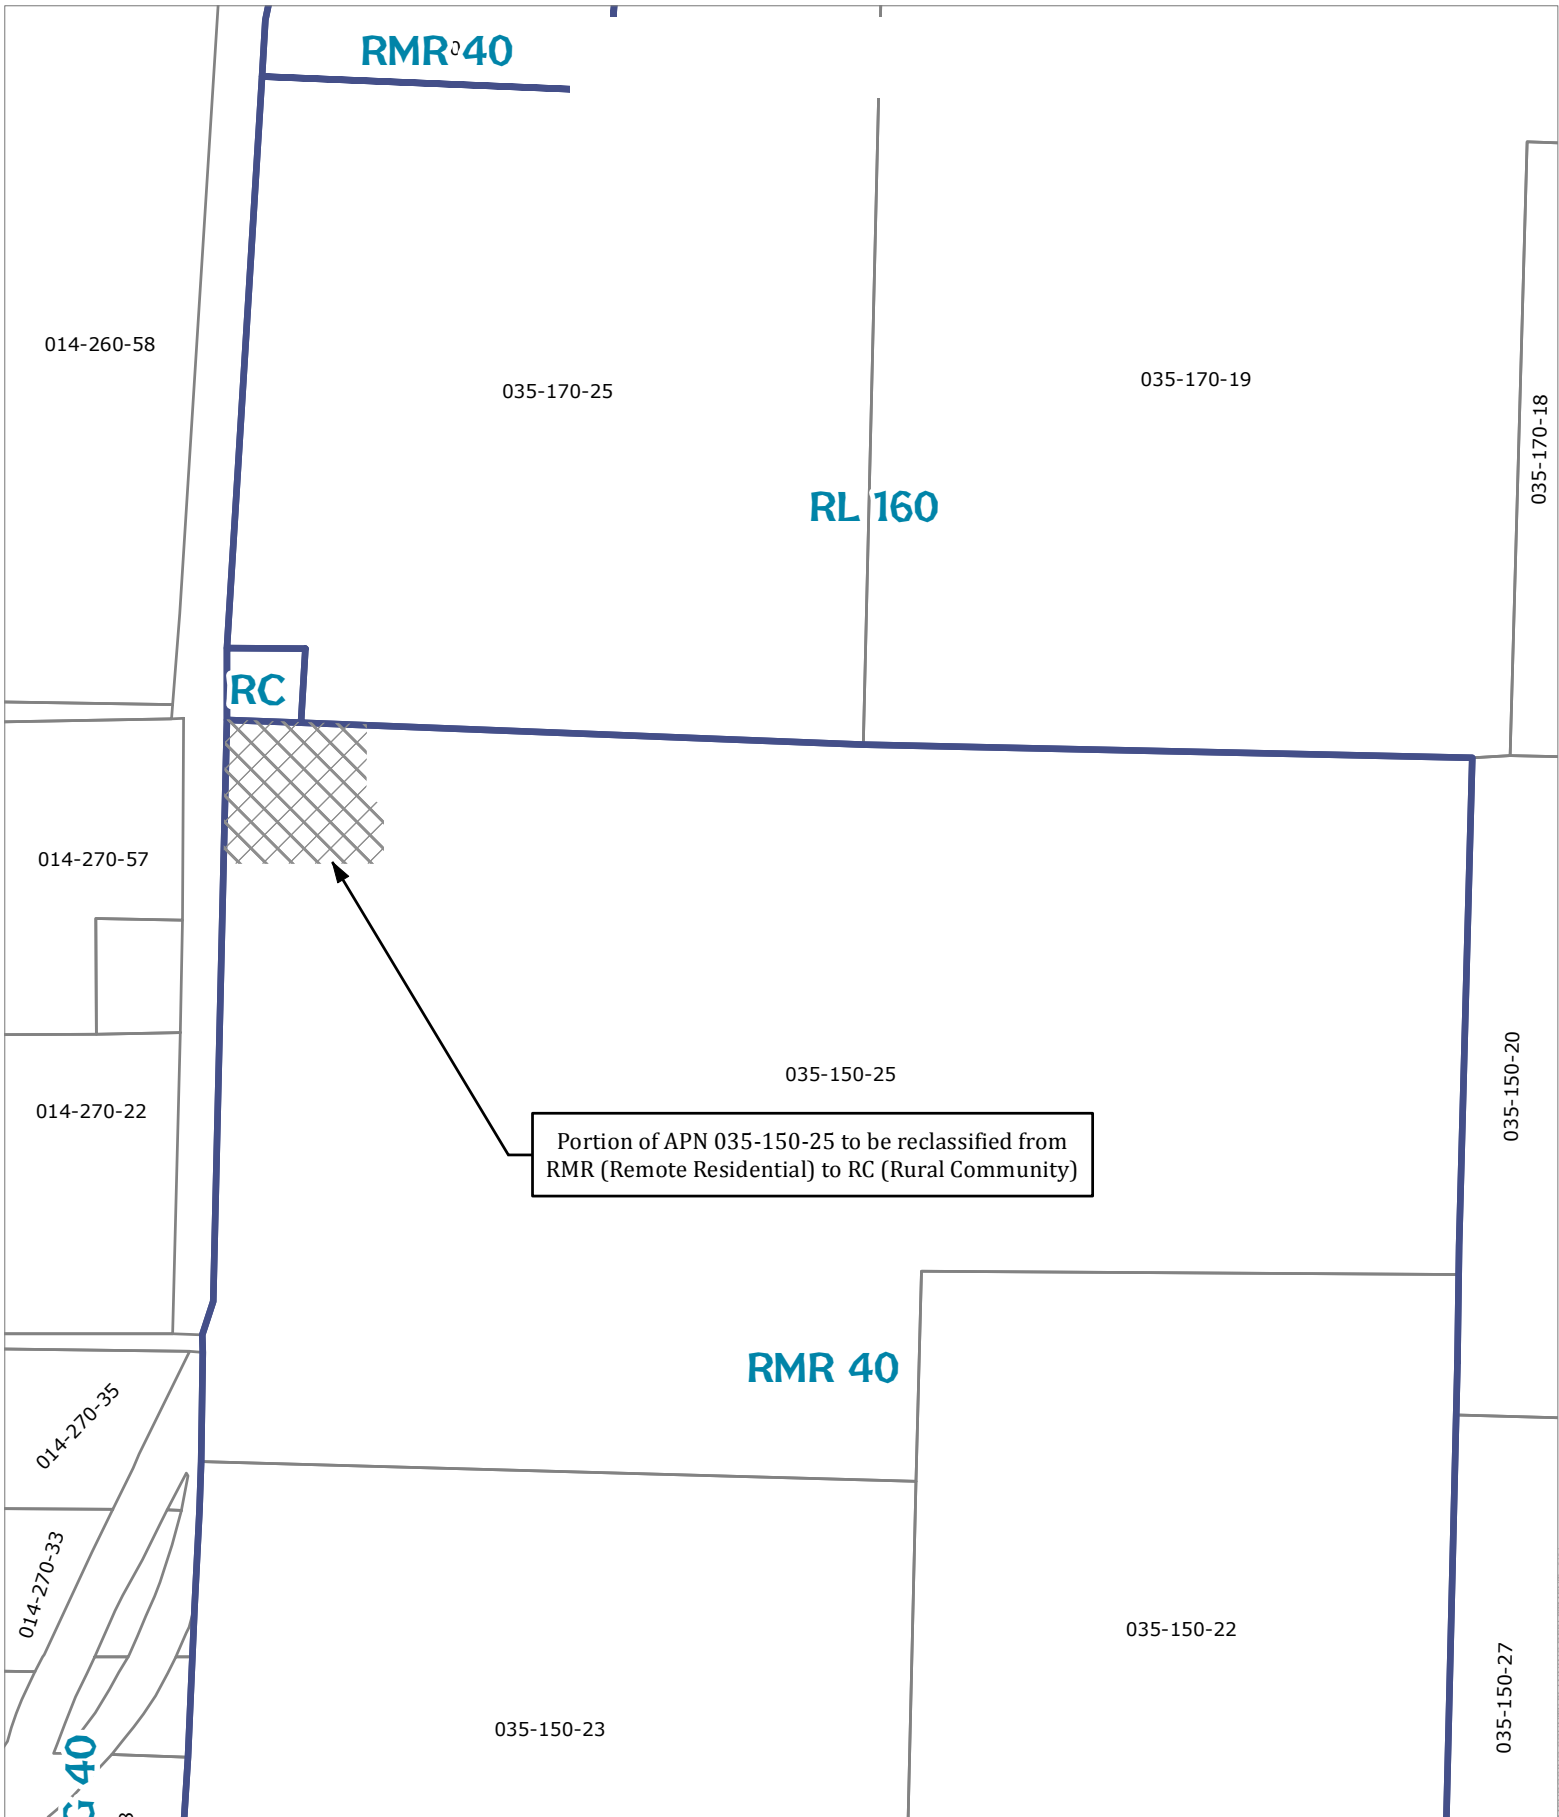 RMR 40
014-260-58
035-170-25
035-170-19
035-170-18
RL 160
RC
014-270-57
014-270-22
035-150-25
035-150-20
Portion of APN 035-150-25 to be reclassified from
RMR (Remote Residential) to RC (Rural Community)
RMR 40
014-270-35
014-270-33
035-150-22
035-150-27
035-150-23
40